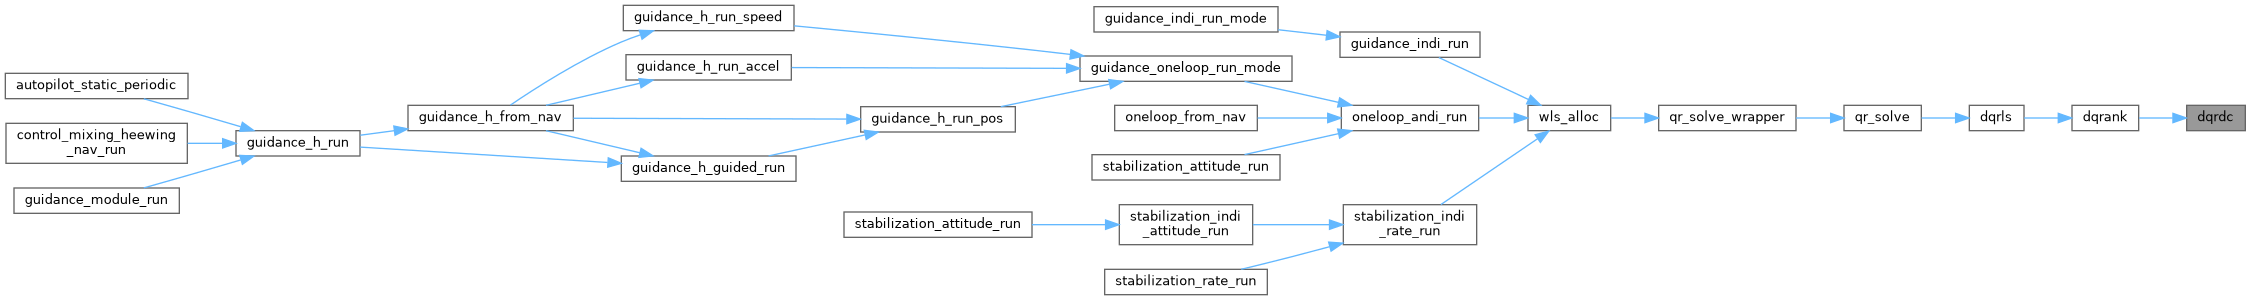 guidance_h_run_speed
guidance_indi_run_mode
guidance_indi_run
guidance_h_run_accel
guidance_oneloop_run_mode
autopilot_static_periodic
guidance_h_from_nav
guidance_h_run_pos
oneloop_from_nav
oneloop_andi_run
wls_alloc
qr_solve_wrapper
qr_solve
dqrls
dqrank
dqrdc
control_mixing_heewing
_nav_run
guidance_h_run
guidance_h_guided_run
stabilization_attitude_run
guidance_module_run
stabilization_attitude_run
stabilization_indi
_attitude_run
stabilization_indi
_rate_run
stabilization_rate_run